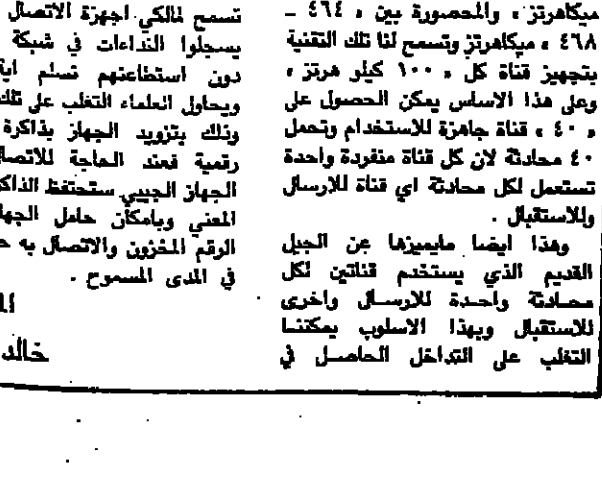 ميكاهرتز » والمحصورة بين « ٤٦٤ -
٤٦٨ » ميكاهرتز وتسمح لنا تلك التقنية
بتجهيز قناة كل « ١٠٠ كيلو هرتز »
وعلى هذا الاساس يمكن الحصول على
« ٤٠ » قناة جاهزة للاستخدام وتحمل
٤٠ محادثة لان كل قناة منفردة واحدة
تستعمل لكل محادثة اي قناة للارسال
وللاستقبال .
وهذا ايضا مايميزها عن الجيل
القديم الذي يستخدم قناتين لكل
محادثة واحدة للارسال واخرى
للاستقبال وبهذا الاسلوب يمكننا
التغلب على التداخل الحاصل في
تسمح لمالكي اجهزة الاتصال
يسجلوا النداءات في شبكة
دون استطاعتهم تسلم اية
ويحاول العلماء التغلب على تلك
وذلك بتزويد الجهاز بذاكرة
رقمية فعند الحاجة للاتصال
الجهاز الجيبي ستحتفظ الذاكر
المعني وبامكان حامل الجها
الرقم المخزون والاتصال به ح
في المدى المسموح .
خالد